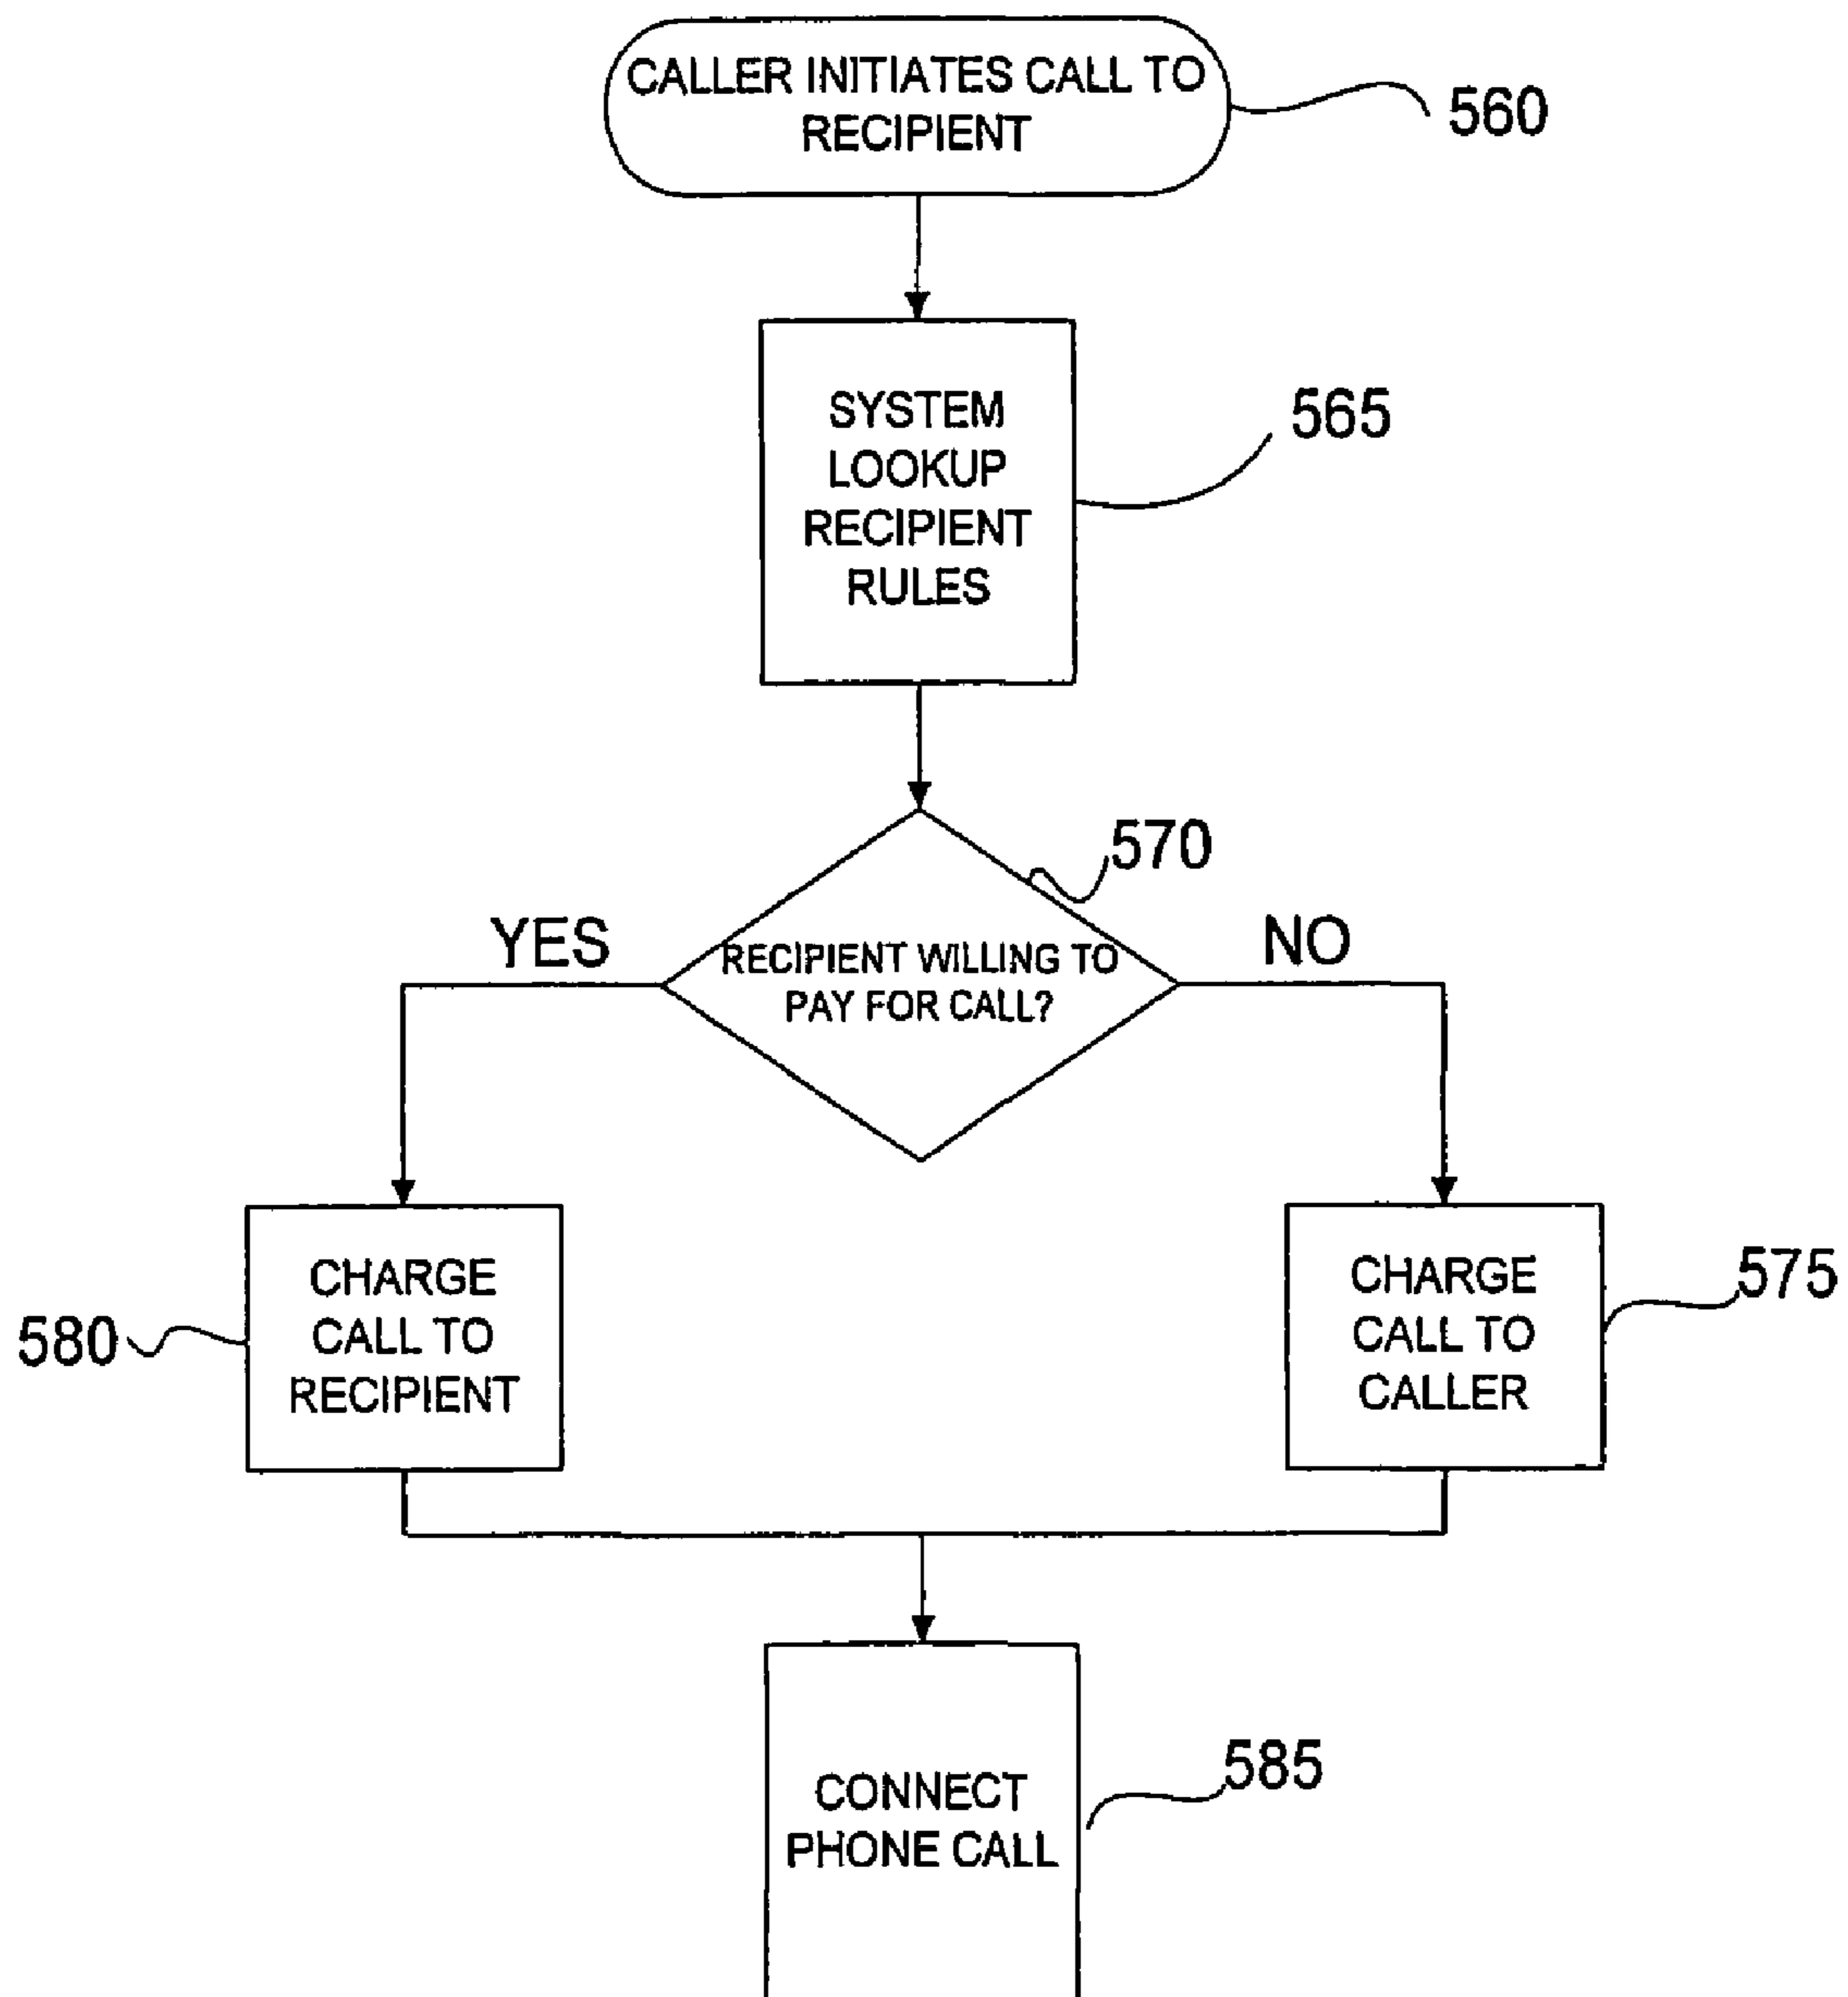 CALLER INITIATES CALL TO
RECIPIENT
560
SYSTEM
LOOKUP
RECIPIENT
RULES
565
570
YES
NO
RECIPIENT WILLING TO
PAY FOR CALL?
CHARGE
CALL TO
RECIPIENT
580
CHARGE
CALL TO
CALLER
575
CONNECT
PHONE CALL
585